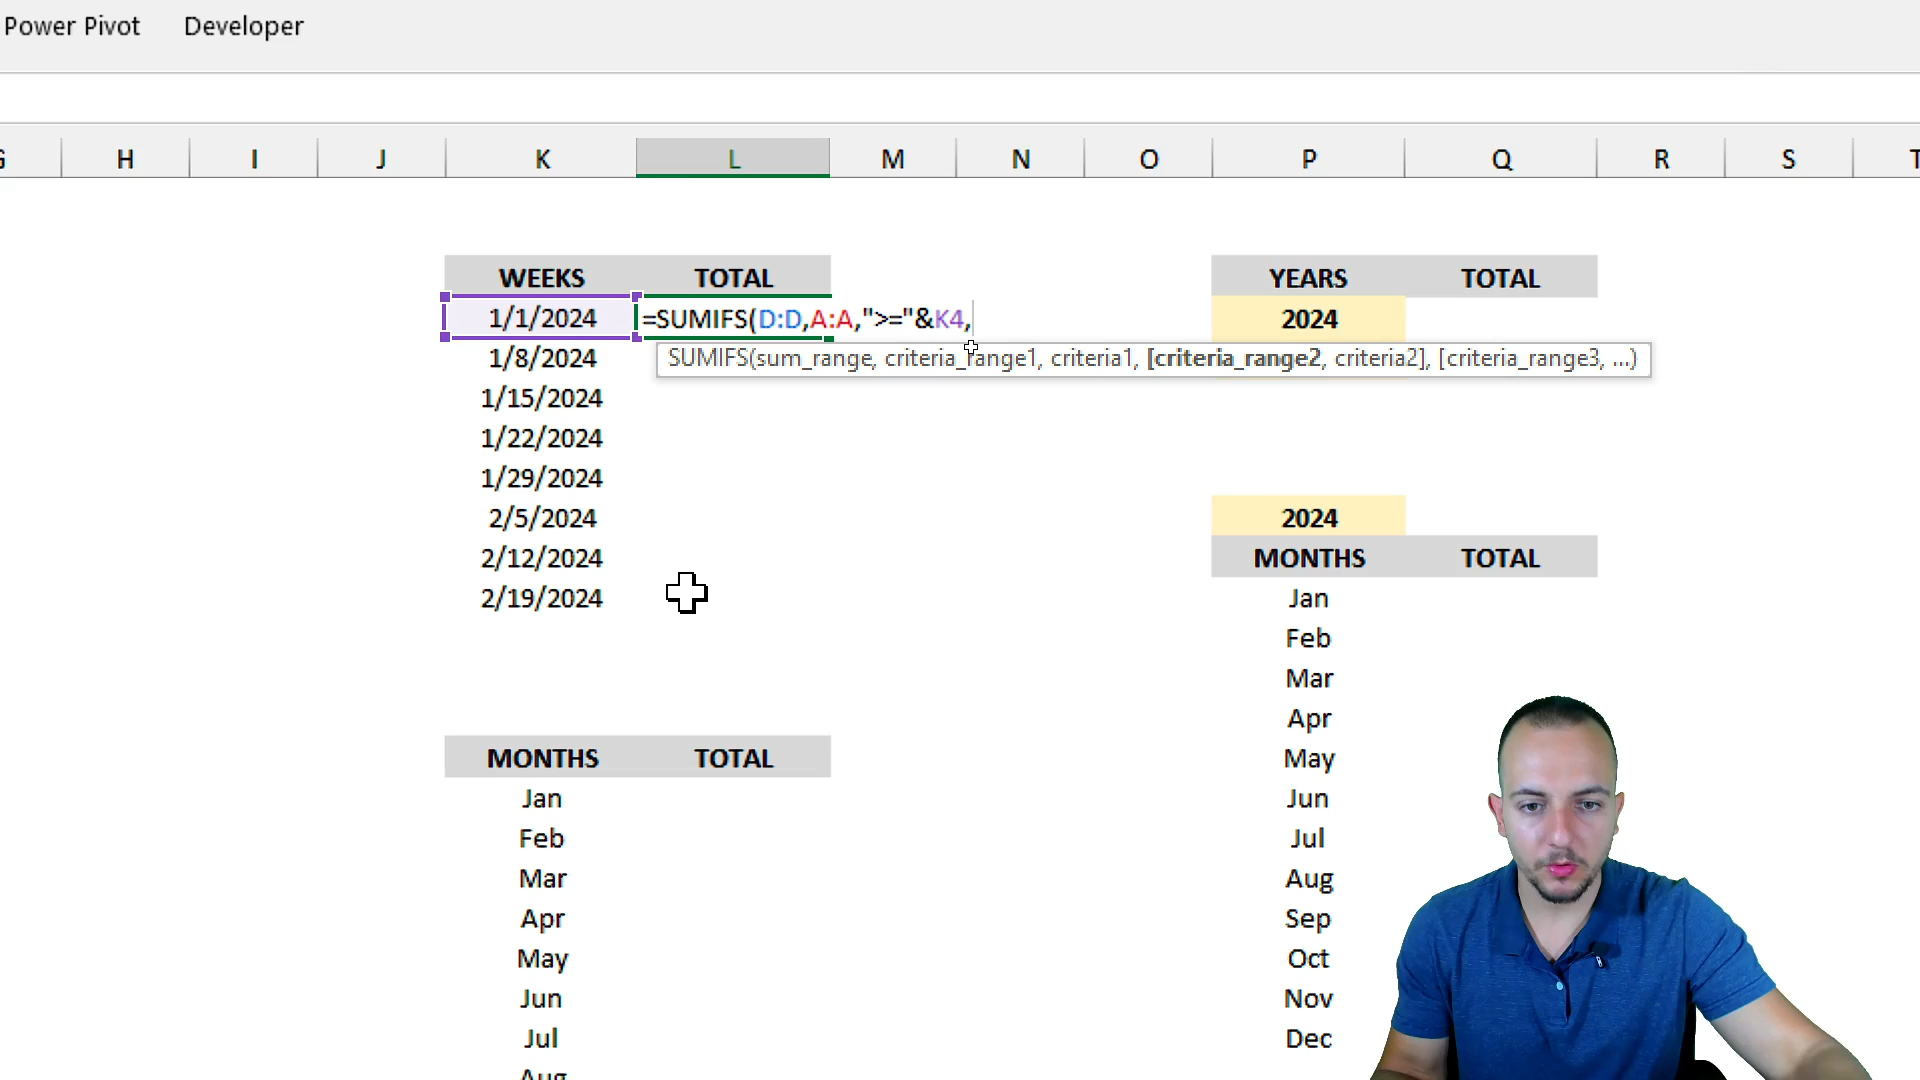 Power Pivot Developer
H I J K L M N O P Q R S
WEEKS TOTAL YEARS TOTAL
1/1/2024 =SUMIFS(D:D,A:A,">="&K4, 2024
1/8/2024 SUMIFS(sum_range, criteria_range1, criteria1, [criteria_range2, criteria2], [criteria_range3, ...)
1/15/2024
1/22/2024
1/29/2024
2/5/2024 2024
2/12/2024 MONTHS TOTAL
2/19/2024 Jan
Feb
Mar
Apr
MONTHS TOTAL May
Jan Jun
Feb Jul
Mar Aug
Apr Sep
May Oct
Jun Nov
Jul Dec
Aug